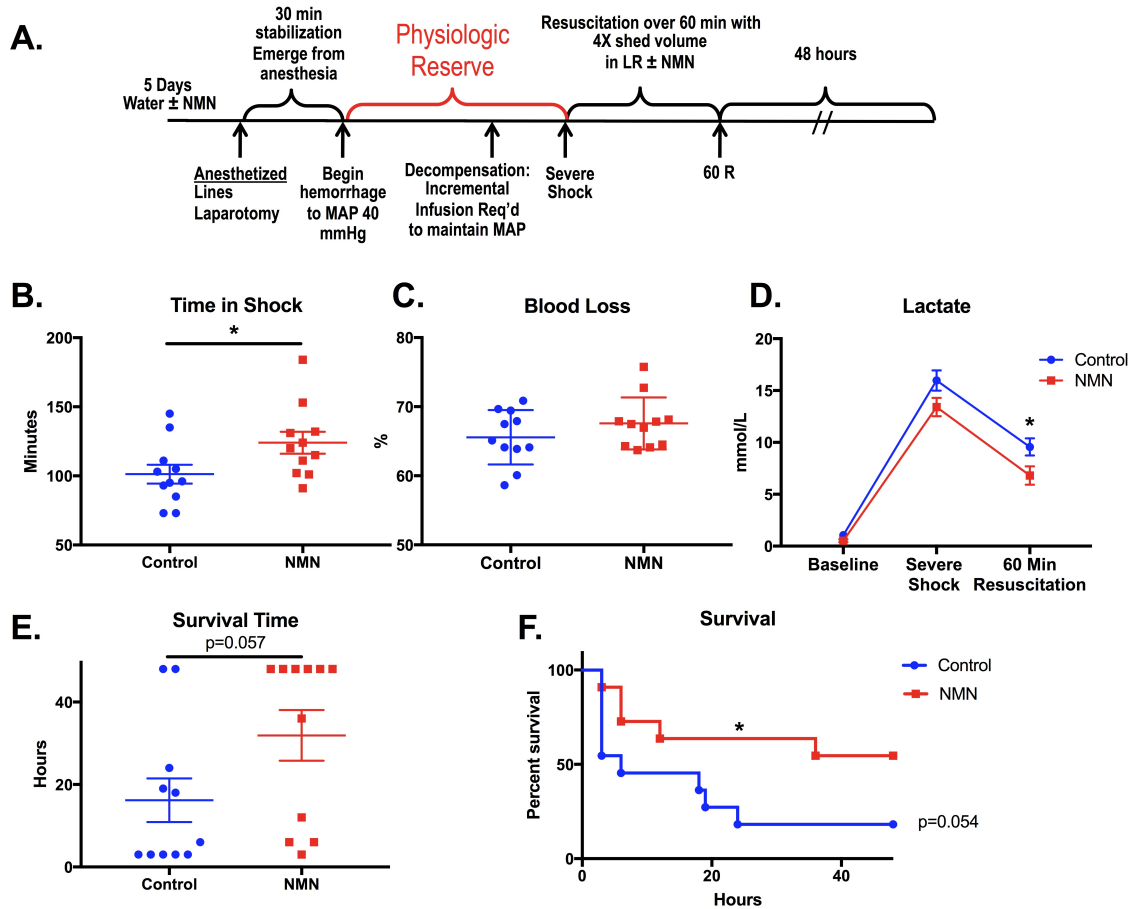 A.
5 Days
Water ± NMN
30 min
stabilization
Emerge from
anesthesia
Physiologic
Reserve
Resuscitation over 60 min with
4X shed volume
in LR ± NMN
48 hours
Anesthetized
Lines
Laparotomy
Begin
hemorrhage
to MAP 40
mmHg
Decompensation:
Incremental
Infusion Req'd
to maintain MAP
Severe
Shock
60 R
B.
Time in Shock
*
Minutes
200
150
100
50
Control
NMN
C.
Blood Loss
%
80
70
60
50
Control
NMN
D.
Lactate
mmol/L
20
15
10
5
0
*
Baseline
Severe
Shock
60 Min
Resuscitation
Control
NMN
E.
Survival Time
p=0.057
Hours
40
20
0
Control
NMN
F.
Survival
Percent survival
100
50
0
0
20
40
Hours
*
p=0.054
Control
NMN